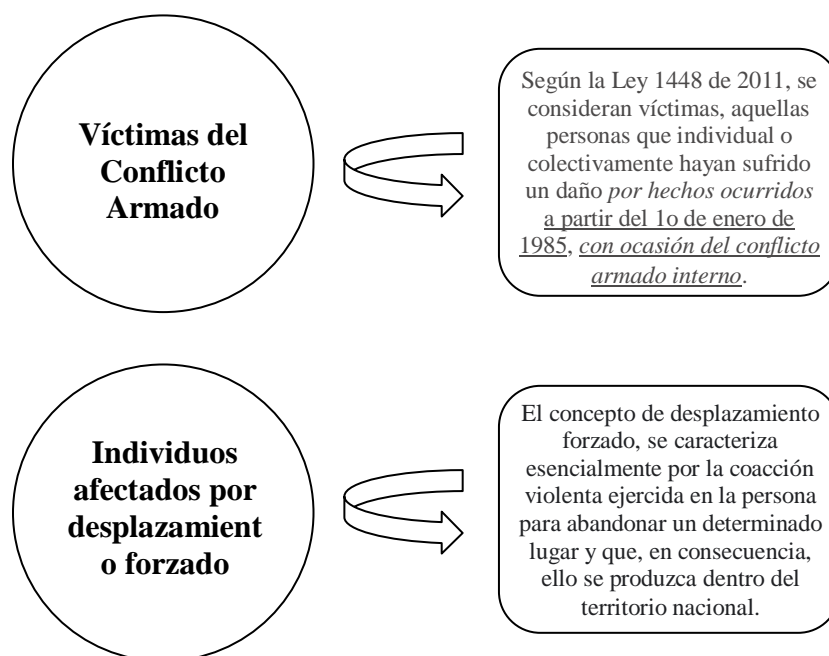 Víctimas del
Conflicto
Armado
Según la Ley 1448 de 2011, se
consideran víctimas, aquellas
personas que individual o
colectivamente hayan sufrido
un daño por hechos ocurridos
a partir del 1o de enero de
1985, con ocasión del conflicto
armado interno.
Individuos
afectados por
desplazamient
o forzado
El concepto de desplazamiento
forzado, se caracteriza
esencialmente por la coacción
violenta ejercida en la persona
para abandonar un determinado
lugar y que, en consecuencia,
ello se produzca dentro del
territorio nacional.